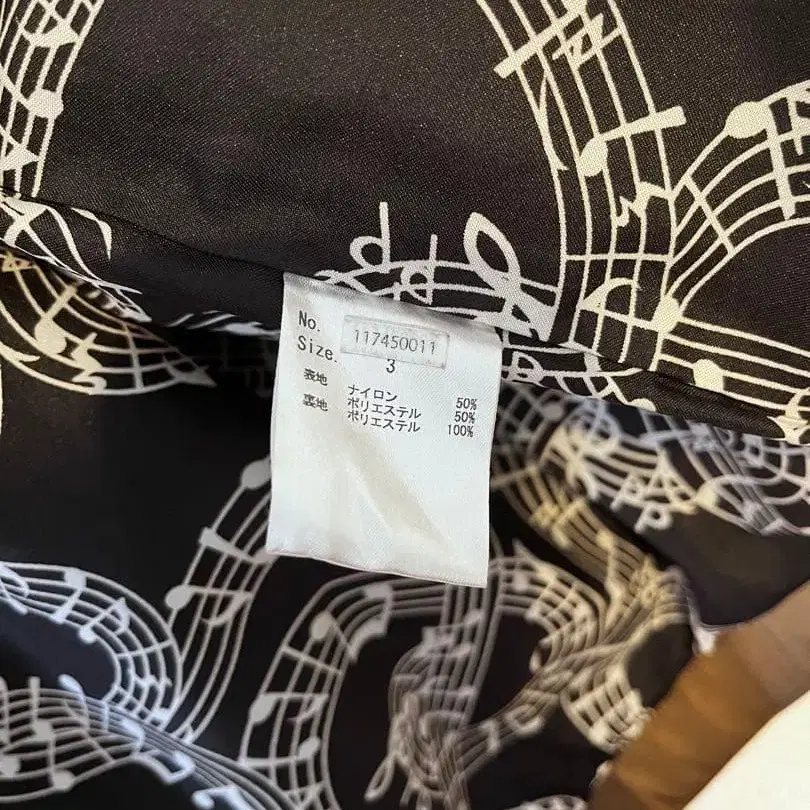 No. 117450011
Size. 3
表地 ナイロン 50%
ポリエステル 50%
裏地 ポリエステル 100%